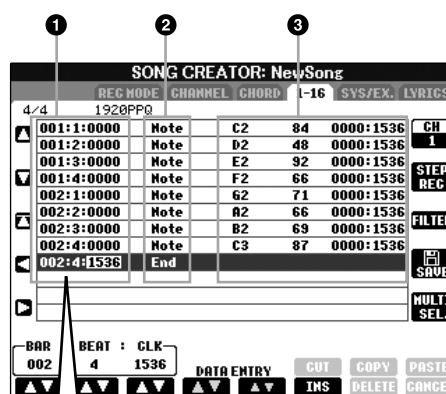 1 2 3
SONG CREATOR: NewSong
REC MODE CHANNEL CHORD 1-16 SYS/EX. LYRICS
4/4 1920PPQ
001:1:0000 Note C2 84 0000:1536
001:2:0000 Note D2 48 0000:1536
001:3:0000 Note E2 92 0000:1536
001:4:0000 Note F2 66 0000:1536
002:1:0000 Note G2 71 0000:1536
002:2:0000 Note A2 66 0000:1536
002:3:0000 Note B2 69 0000:1536
002:4:0000 Note C3 87 0000:1536
002:4:1536 End
CH
1
STEP
REC
FILTER
SAVE
MULTI
SEL.
BAR BEAT : CLK
002 4 1536
DATA ENTRY
CUT COPY PASTE
INS DELETE CANCEL